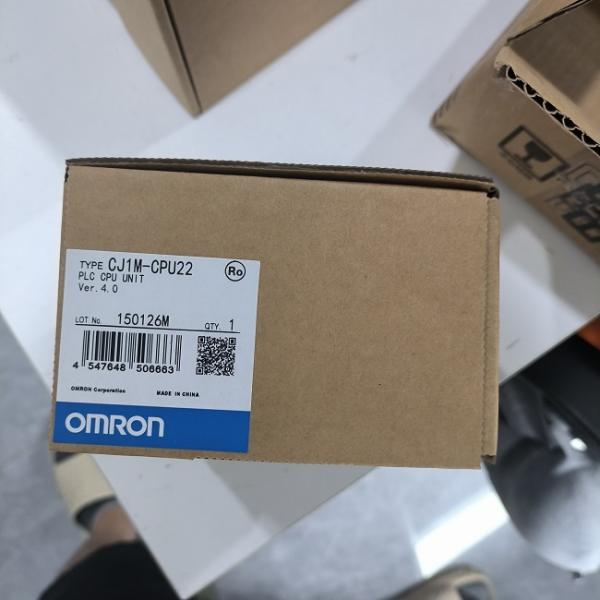 TYPE CJ1M-CPU22
Ro
PLC CPU UNIT
Ver.4.0
LOT No. 150126M QTY. 1
4 547648 506663
OMRON Corporation MADE IN CHINA
OMRON